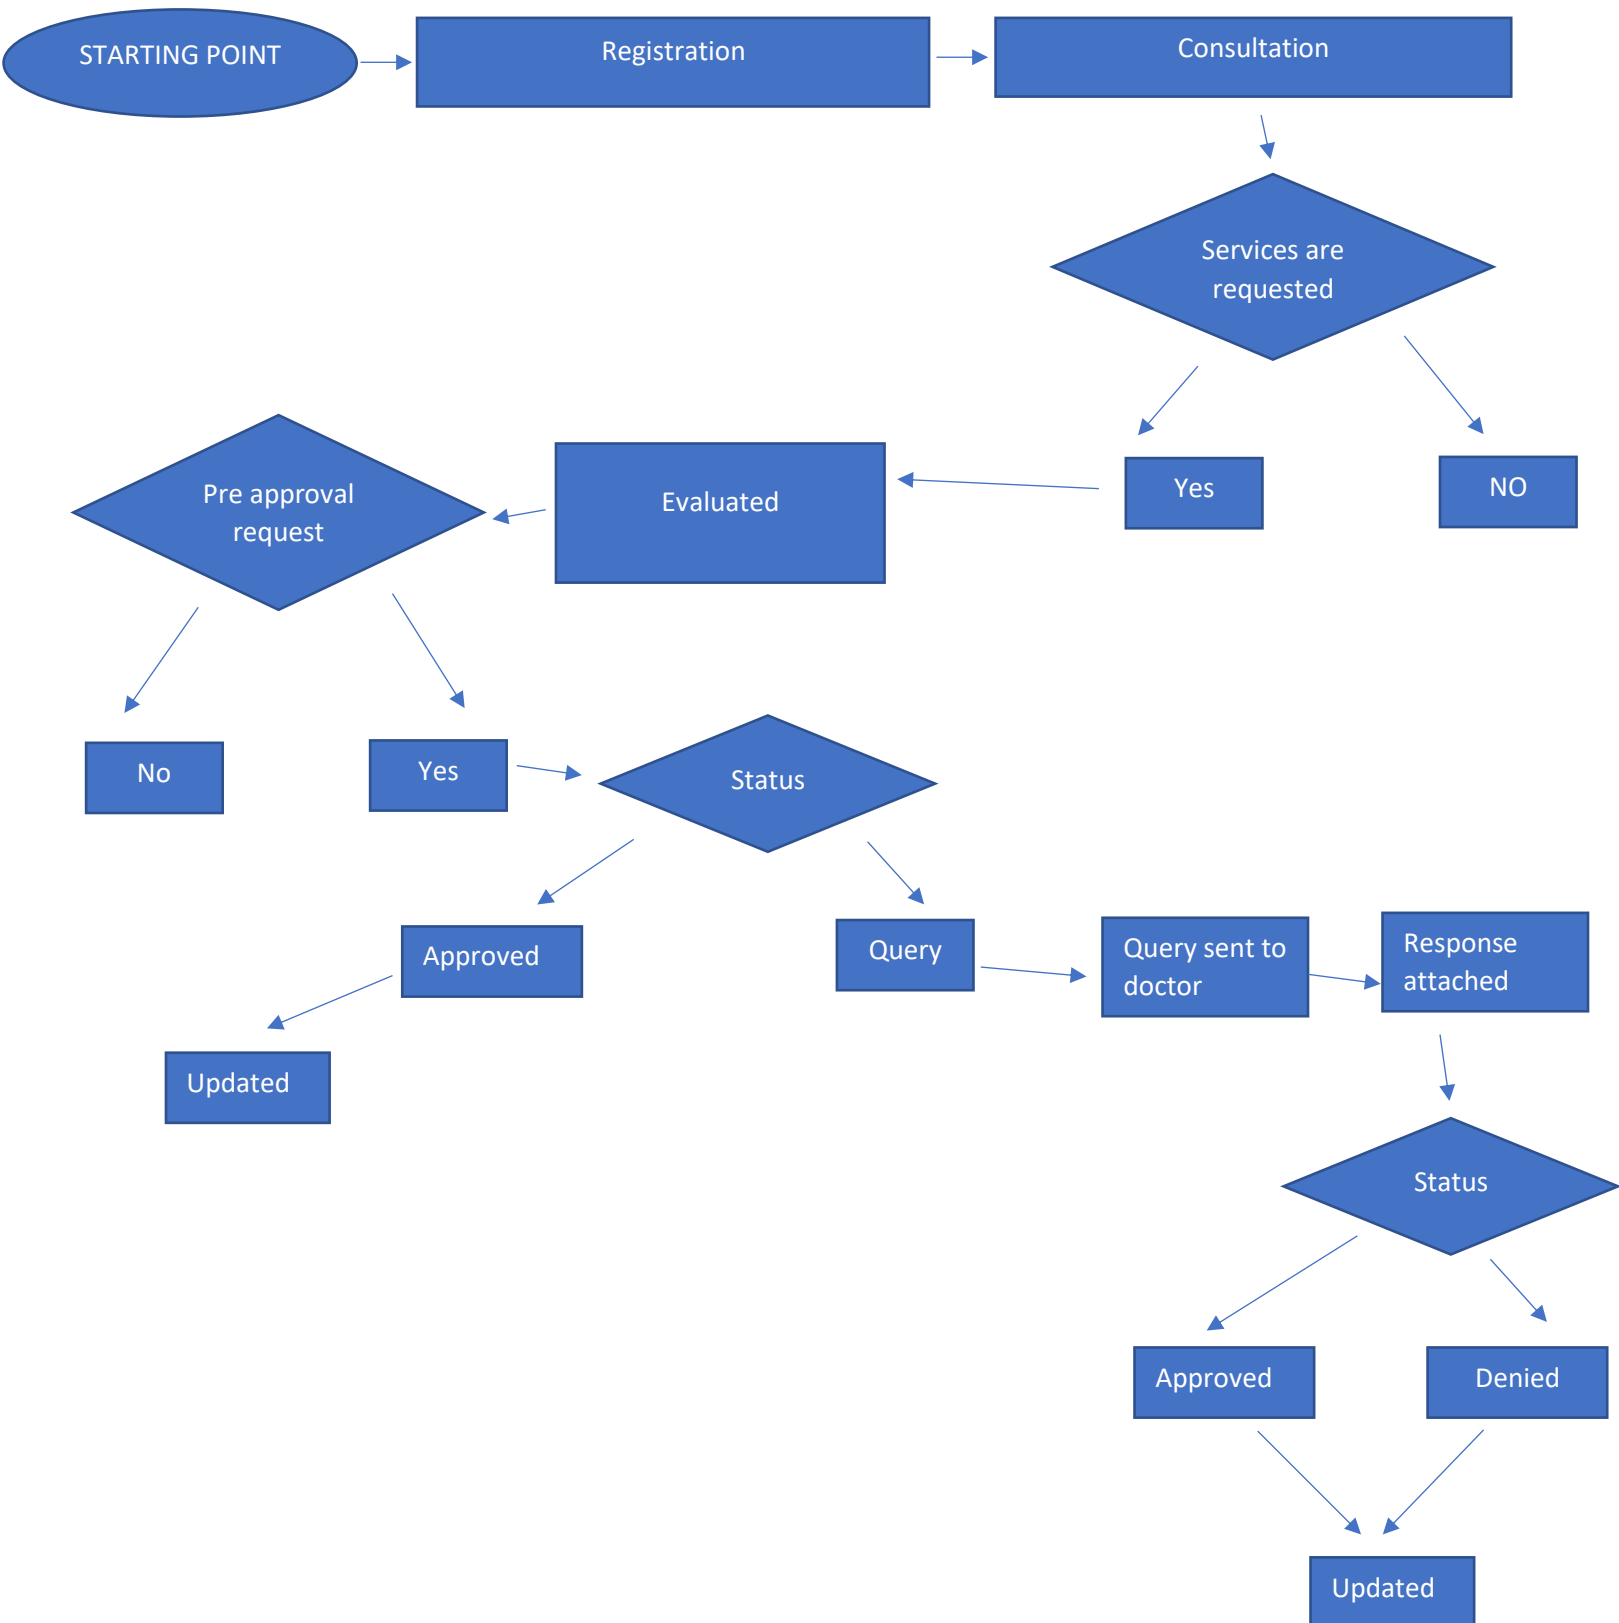 STARTING POINT
Registration
Consultation
Services are
requested
Yes
NO
Evaluated
Pre approval
request
No
Yes
Status
Approved
Updated
Query
Query sent to
doctor
Response
attached
Status
Approved
Denied
Updated